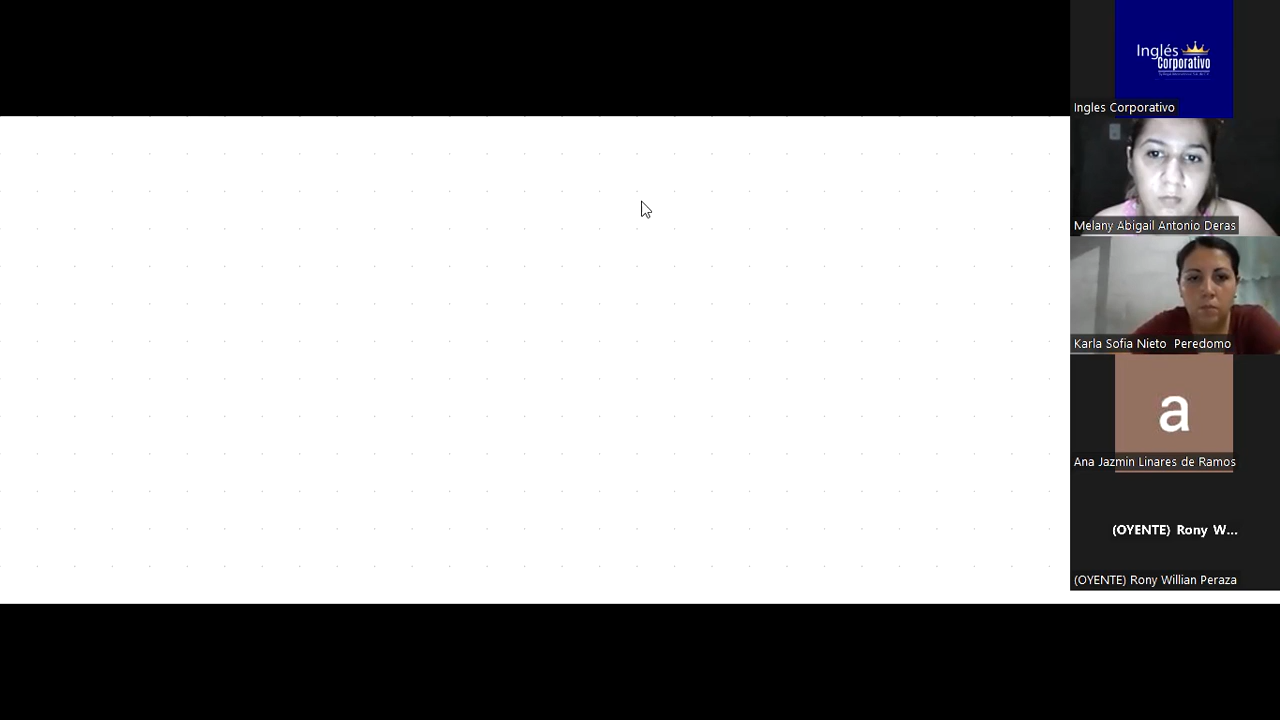 Inglés
Corporativo
Ingles Corporativo
Melany Abigail Antonio Deras
Karla Sofia Nieto Peredomo
a
Ana Jazmin Linares de Ramos
(OYENTE) Rony W...
(OYENTE) Rony Willian Peraza